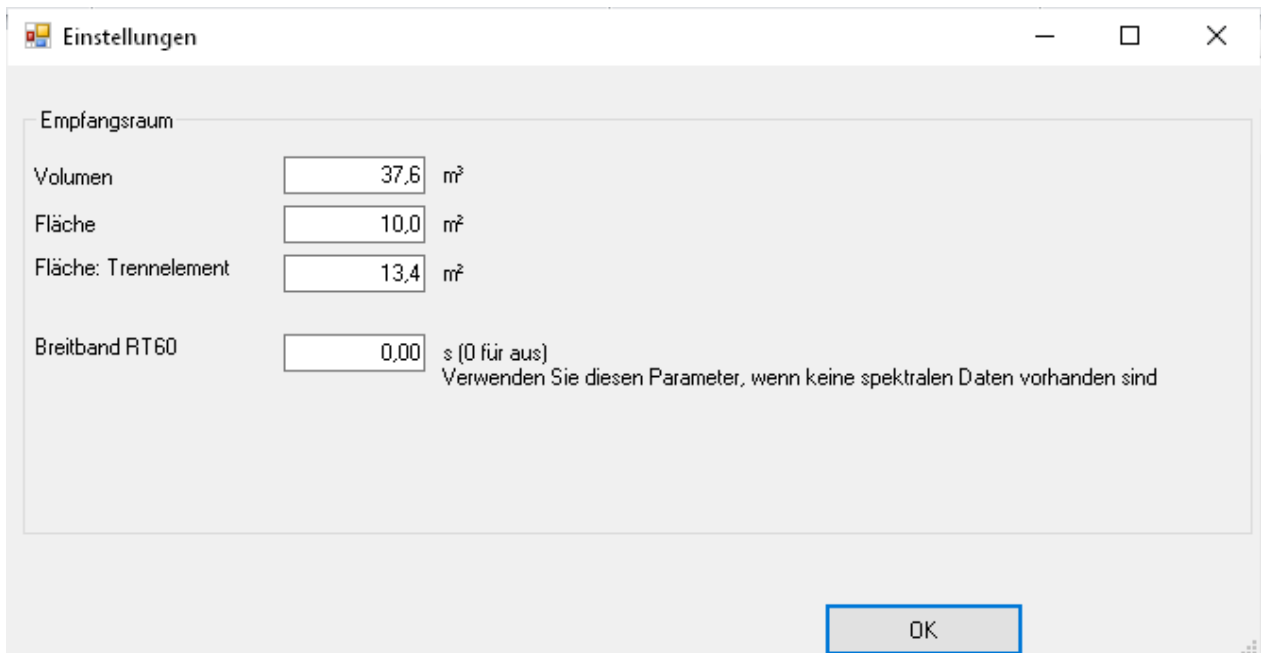 Einstellungen
Empfangsraum
Volumen 37,6 m³
Fläche 10,0 m²
Fläche: Trennelement 13,4 m²
Breitband RT60 0,00 s (0 für aus)
Verwenden Sie diesen Parameter, wenn keine spektralen Daten vorhanden sind
OK